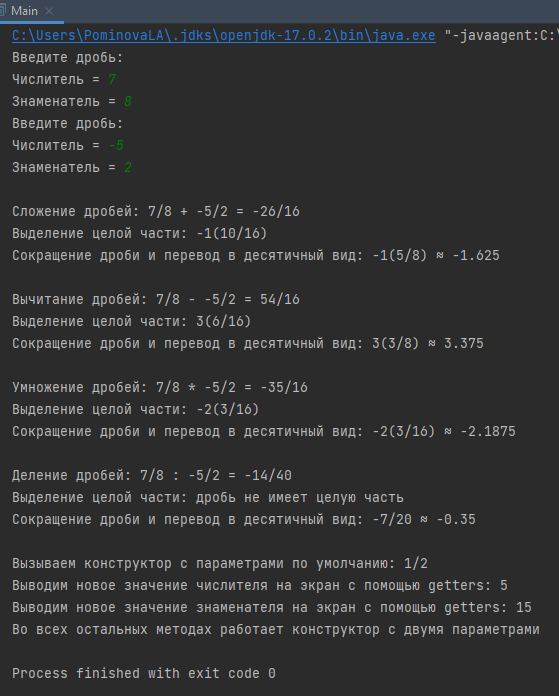 Main
C:\Users\PominovaLA\.jdks\openjdk-17.0.2\bin\java.exe "-javaagent:C:\
Введите дробь:
Числитель = 7
Знаменатель = 8
Введите дробь:
Числитель = -5
Знаменатель = 2
Сложение дробей: 7/8 + -5/2 = -26/16
Выделение целой части: -1(10/16)
Сокращение дроби и перевод в десятичный вид: -1(5/8) ≈ -1.625
Вычитание дробей: 7/8 - -5/2 = 54/16
Выделение целой части: 3(6/16)
Сокращение дроби и перевод в десятичный вид: 3(3/8) ≈ 3.375
Умножение дробей: 7/8 * -5/2 = -35/16
Выделение целой части: -2(3/16)
Сокращение дроби и перевод в десятичный вид: -2(3/16) ≈ -2.1875
Деление дробей: 7/8 : -5/2 = -14/40
Выделение целой части: дробь не имеет целую часть
Сокращение дроби и перевод в десятичный вид: -7/20 ≈ -0.35
Вызываем конструктор с параметрами по умолчанию: 1/2
Выводим новое значение числителя на экран с помощью getters: 5
Выводим новое значение знаменателя на экран с помощью getters: 15
Во всех остальных методах работает конструктор с двумя параметрами
Process finished with exit code 0